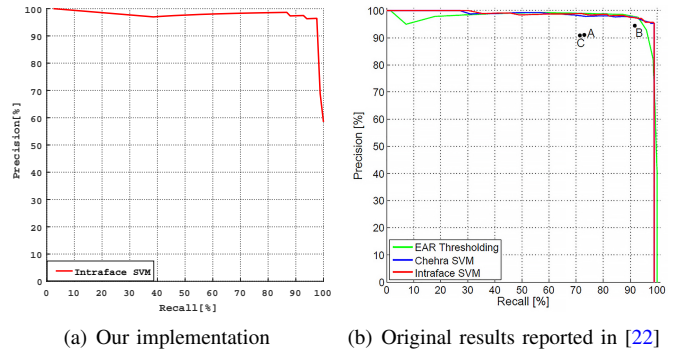 100
90
80
70
60
50
40
30
20
10
0
Precision[%]
Intraface SVM
0 10 20 30 40 50 60 70 80 90 100
Recall[%]
(a) Our implementation
100
90
80
70
60
50
40
30
20
10
0
Precision [%]
A
B
C
EAR Thresholding
Chehra SVM
Intraface SVM
0 10 20 30 40 50 60 70 80 90 100
Recall [%]
(b) Original results reported in [22]